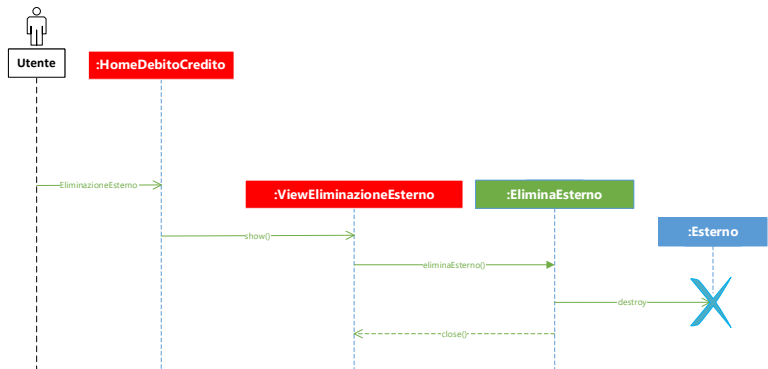 Utente
:HomeDebitoCredito
EliminazioneEsterno
:ViewEliminazioneEsterno
:EliminaEsterno
:Esterno
show()
eliminaEsterno()
destroy
close()